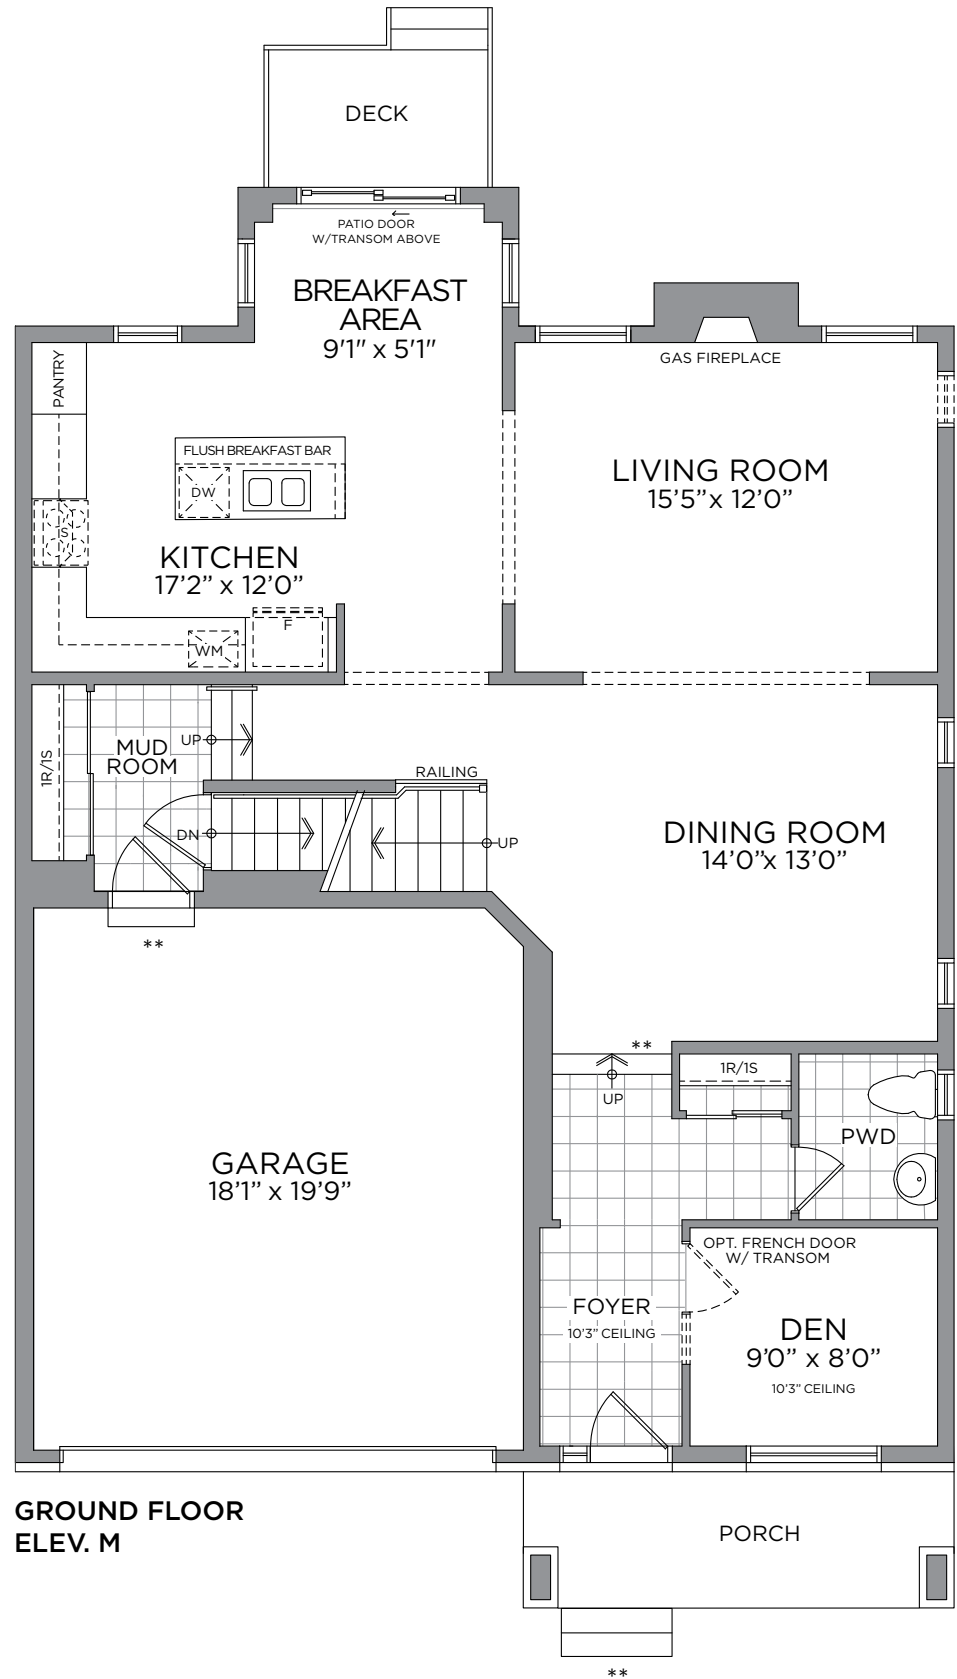 DECK
PATIO DOOR
W/TRANSOM ABOVE
BREAKFAST
AREA
9'1" x 5'1"
PANTRY
GAS FIREPLACE
FLUSH BREAKFAST BAR
DW
S
LIVING ROOM
15'5" x 12'0"
KITCHEN
17'2" x 12'0"
F
WM
1R/1S
MUD
ROOM
UP
RAILING
DN
UP
DINING ROOM
14'0" x 13'0"
**
**
UP
1R/1S
PWD
GARAGE
18'1" x 19'9"
OPT. FRENCH DOOR
W/ TRANSOM
FOYER
10'3" CEILING
DEN
9'0" x 8'0"
10'3" CEILING
GROUND FLOOR
ELEV. M
PORCH
**